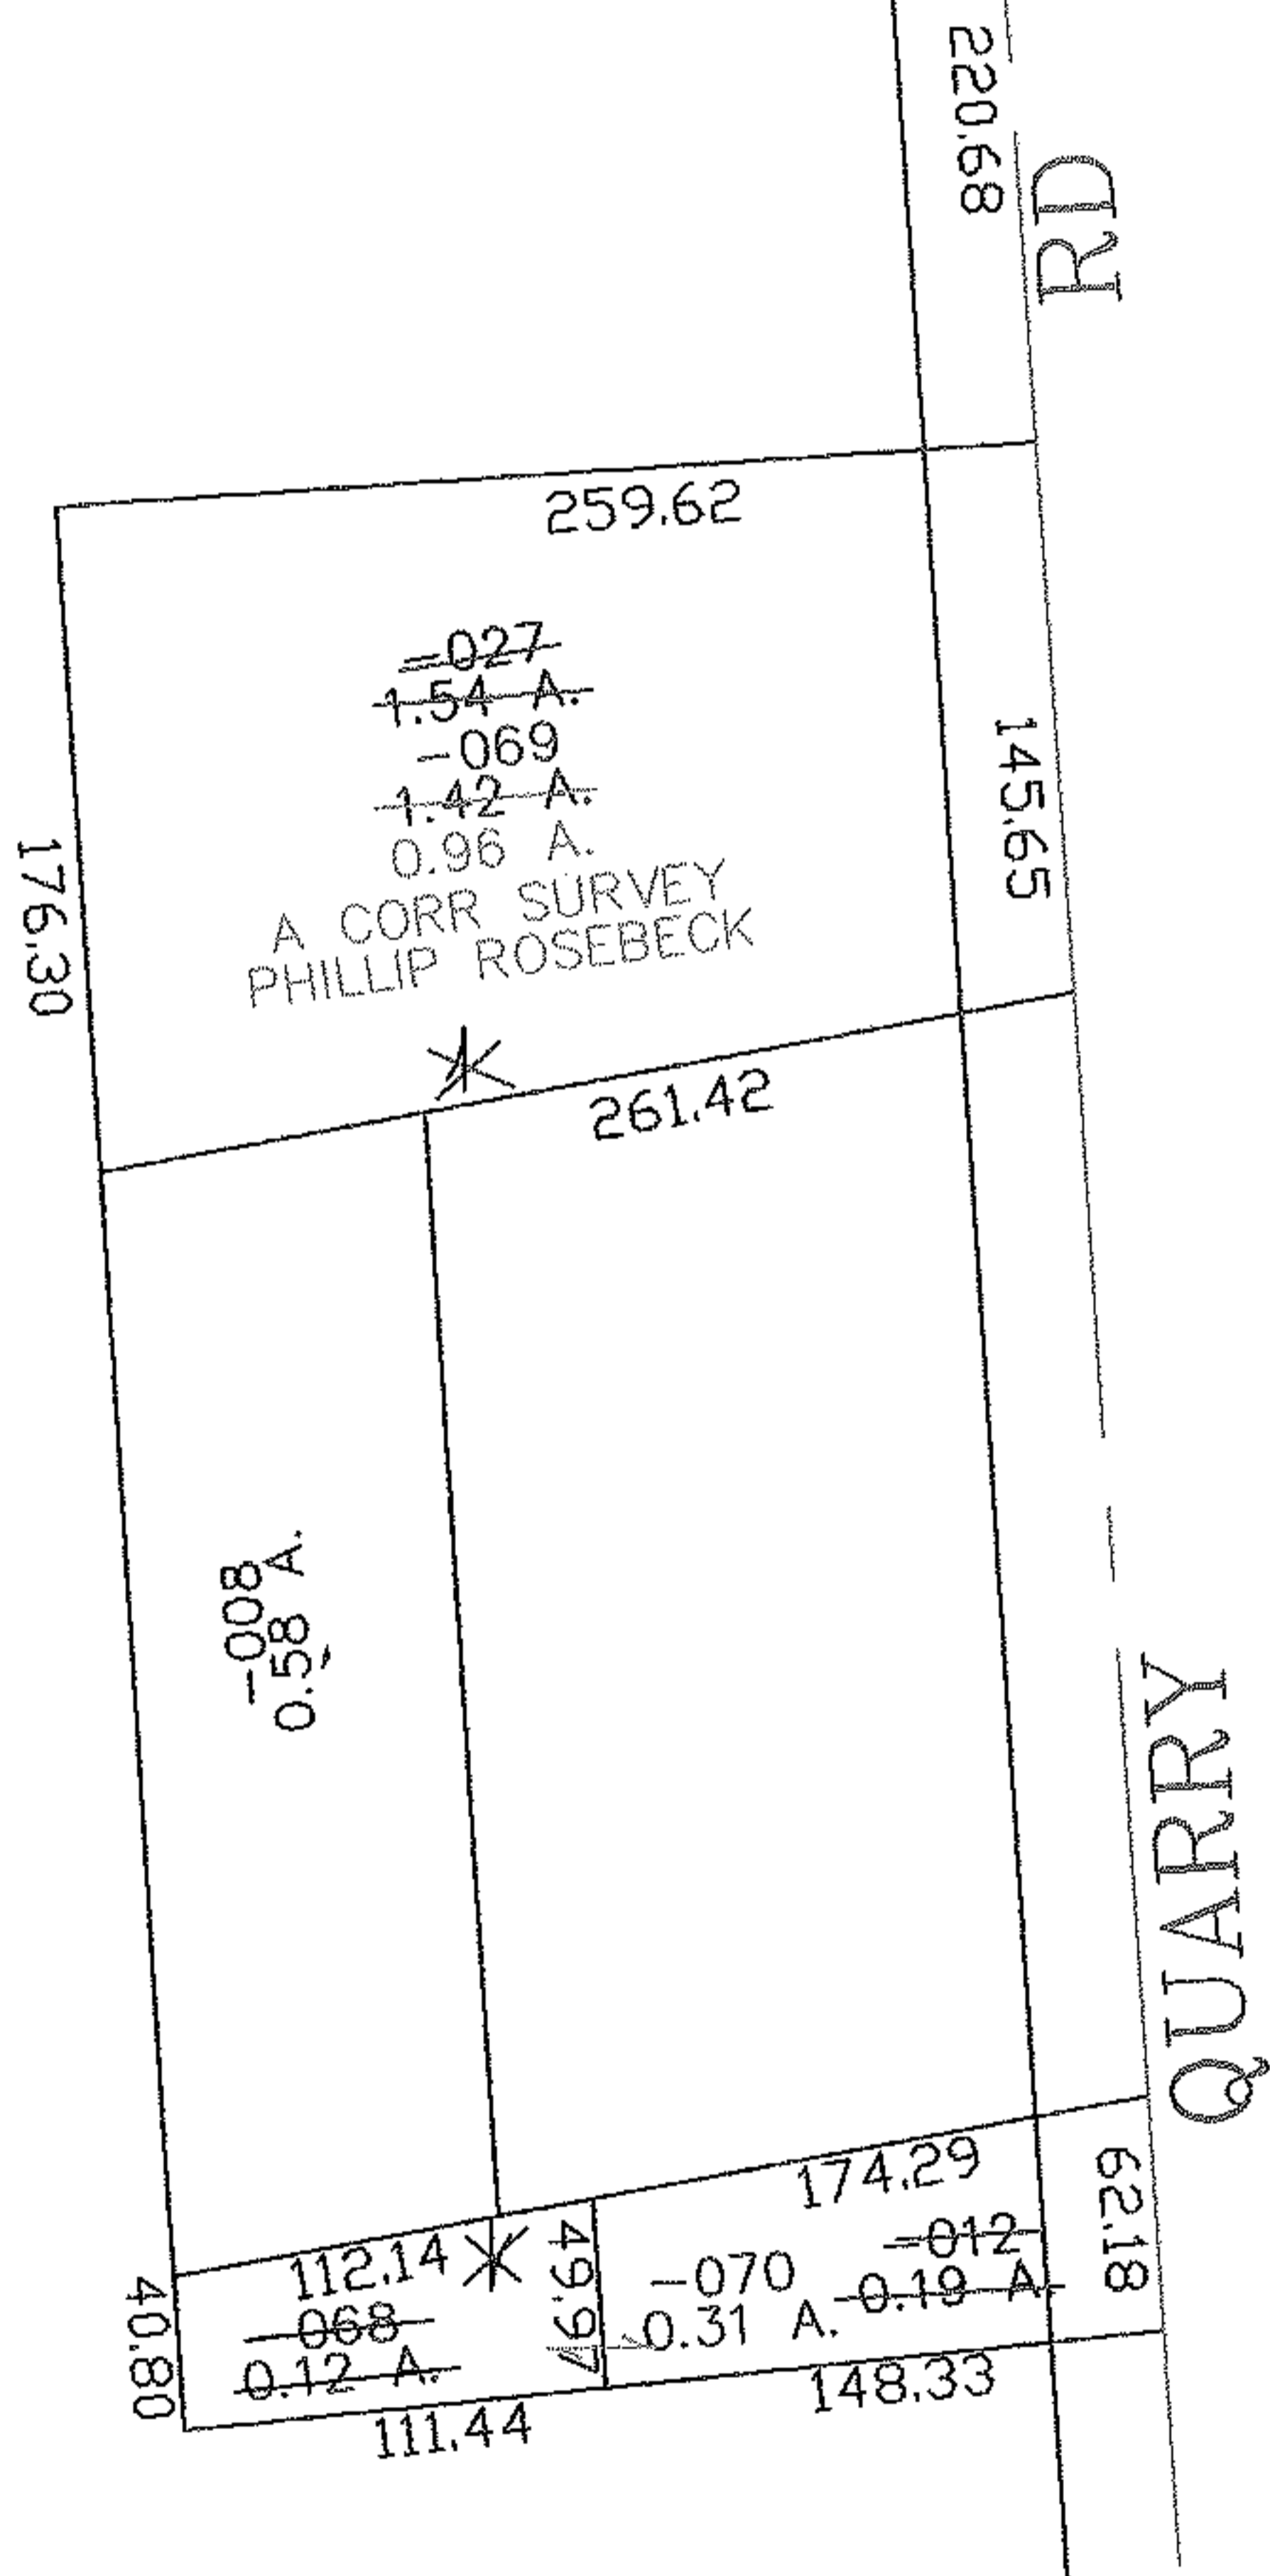 220.68
RD
259.62
-027
1.54 A.
-069
1.42 A.
0.96 A.
A CORR SURVEY
PHILLIP ROSEBECK
145.65
176.30
261.42
-008
0.58 A.
QUARRY
174.29
62.18
112.14
49.97
-012
-070
0.19 A.
0.31 A.
40.80
068
0.12 A.
148.33
111.44